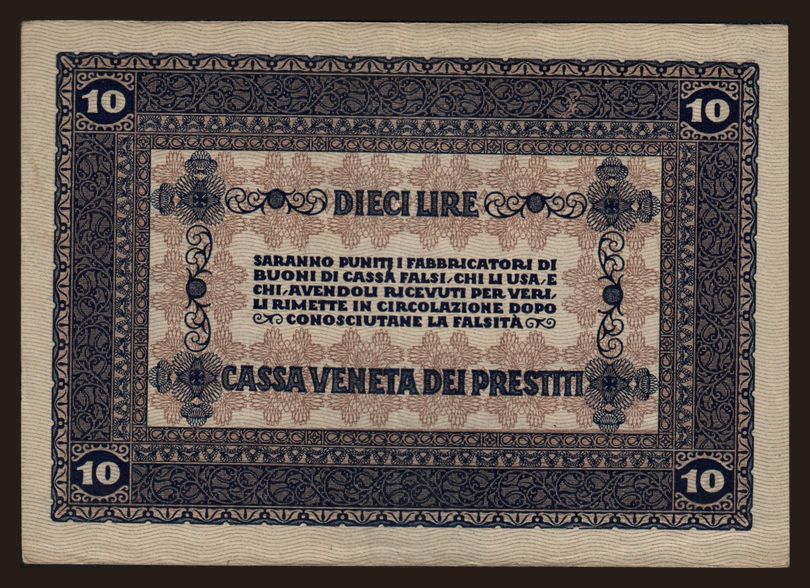 10 10
DIECI LIRE
SARANNO PUNITI I FABBRICATORI DI
BUONI DI CASSA FALSI, CHI LI USA, E
CHI, AVENDOLI RICEVUTI PER VERI,
LI RIMETTE IN CIRCOLAZIONE DOPO
CONOSCIUTANE LA FALSITÀ
CASSA VENETA DEI PRESTITI
10 10